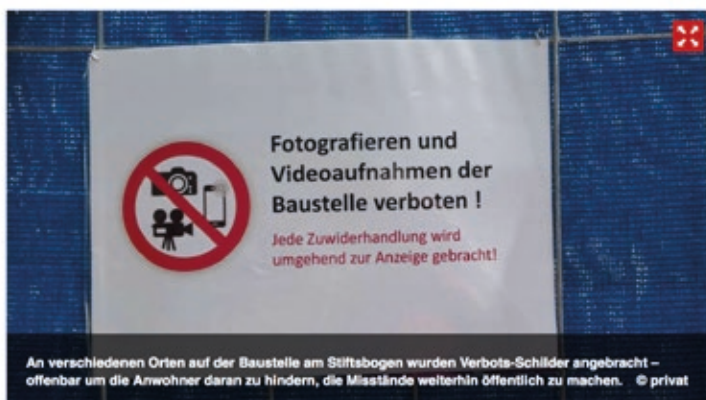 Fotografieren und
Videoaufnahmen der
Baustelle verboten !
Jede Zuwiderhandlung wird
umgehend zur Anzeige gebracht!
An verschiedenen Orten auf der Baustelle am Stiftsbogen wurden Verbots-Schilder angebracht –
offenbar um die Anwohner daran zu hindern, die Misstände weiterhin öffentlich zu machen. © privat